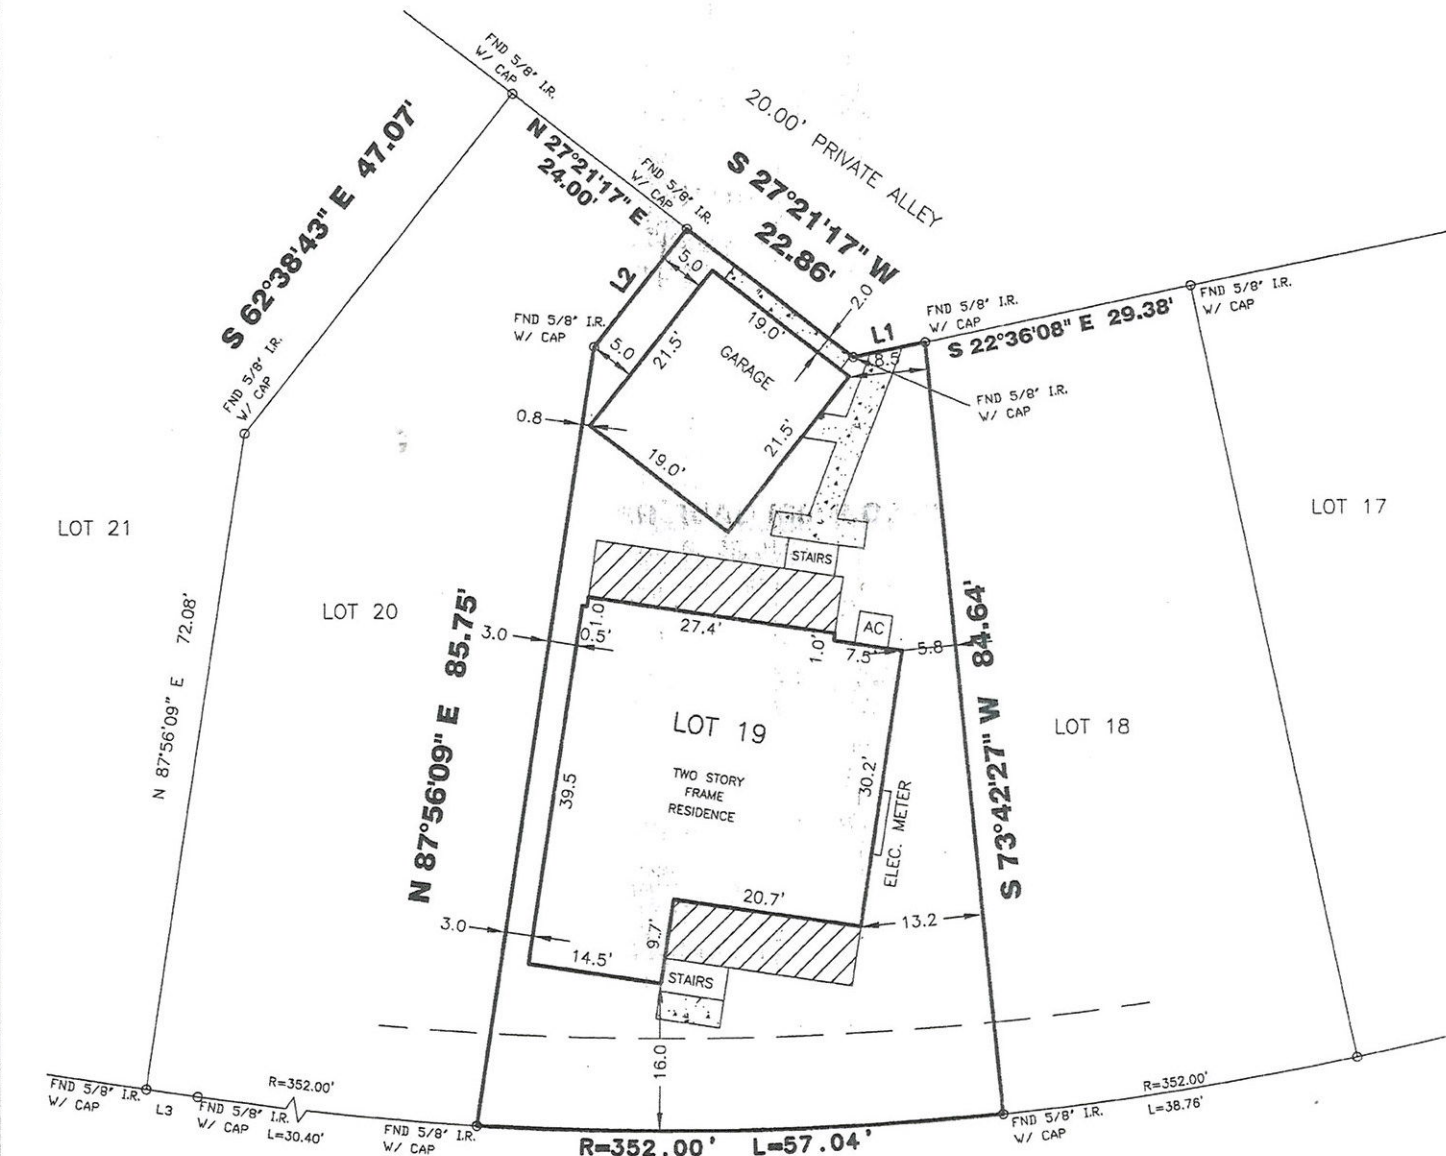 FND 5/8" I.R.
W/ CAP
S 62°38'43" E 47.07'
N 27°21'17" E
24.00'
FND 5/8" I.R.
W/ CAP
20.00' PRIVATE ALLEY
S 27°21'17" W
22.86'
L2
5.0
2.0
L1
FND 5/8" I.R.
W/ CAP
S 22°36'08" E 29.38'
FND 5/8" I.R.
W/ CAP
FND 5/8" I.R.
W/ CAP
5.0
19.0'
21.5'
GARAGE
8.5
FND 5/8" I.R.
W/ CAP
FND 5/8" I.R.
W/ CAP
0.8
19.0'
21.5'
LOT 21
LOT 17
STAIRS
LOT 20
N 87°56'09" E 72.08'
3.0
1.0'
0.5'
27.4'
1.0'
AC
7.5'
5.8
N 87°56'09" E 85.75'
S 73°42'27" W 84.64'
LOT 19
LOT 18
TWO STORY
FRAME
RESIDENCE
39.5
30.2'
ELEC. METER
20.7'
13.2
3.0
14.5'
9.7'
STAIRS
16.0
FND 5/8" I.R.
W/ CAP
L3
FND 5/8" I.R.
W/ CAP
R=352.00'
L=30.40'
FND 5/8" I.R.
W/ CAP
R=352.00' L=57.04'
FND 5/8" I.R.
W/ CAP
R=352.00'
L=38.76'